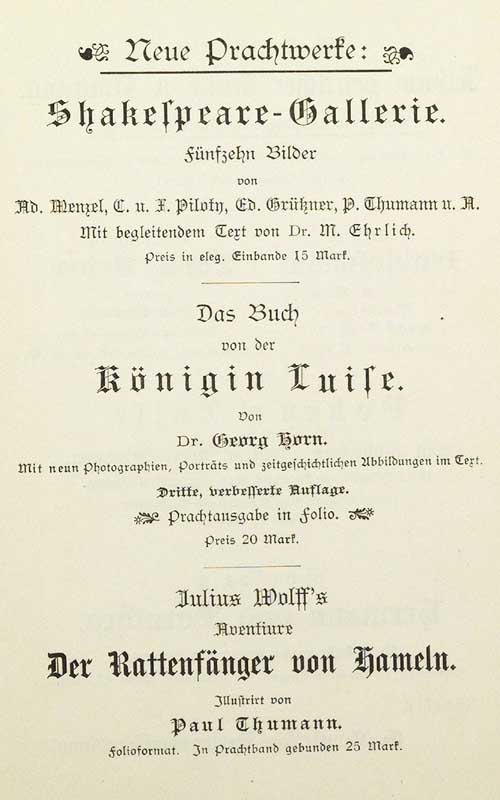 Neue Prachtwerke:
Shakeſpeare-Gallerie.
Fünfzehn Bilder
von
Ad. Menzel, C. u. F. Piloty, Ed. Grützner, P. Thumann u. A.
Mit begleitendem Text von Dr. M. Ehrlich.
Preis in eleg. Einbande 15 Mark.
Das Buch
von der
Königin Luiſe.
Von
Dr. Georg Horn.
Mit neun Photographien, Porträts und zeitgeſchichtlichen Abbildungen im Text.
Dritte, verbeſſerte Auflage.
Prachtausgabe in Folio.
Preis 20 Mark.
Julius Wolff's
Aventiure
Der Rattenfänger von Hameln.
Illuſtrirt von
Paul Thumann.
Folioformat. In Prachtband gebunden 25 Mark.